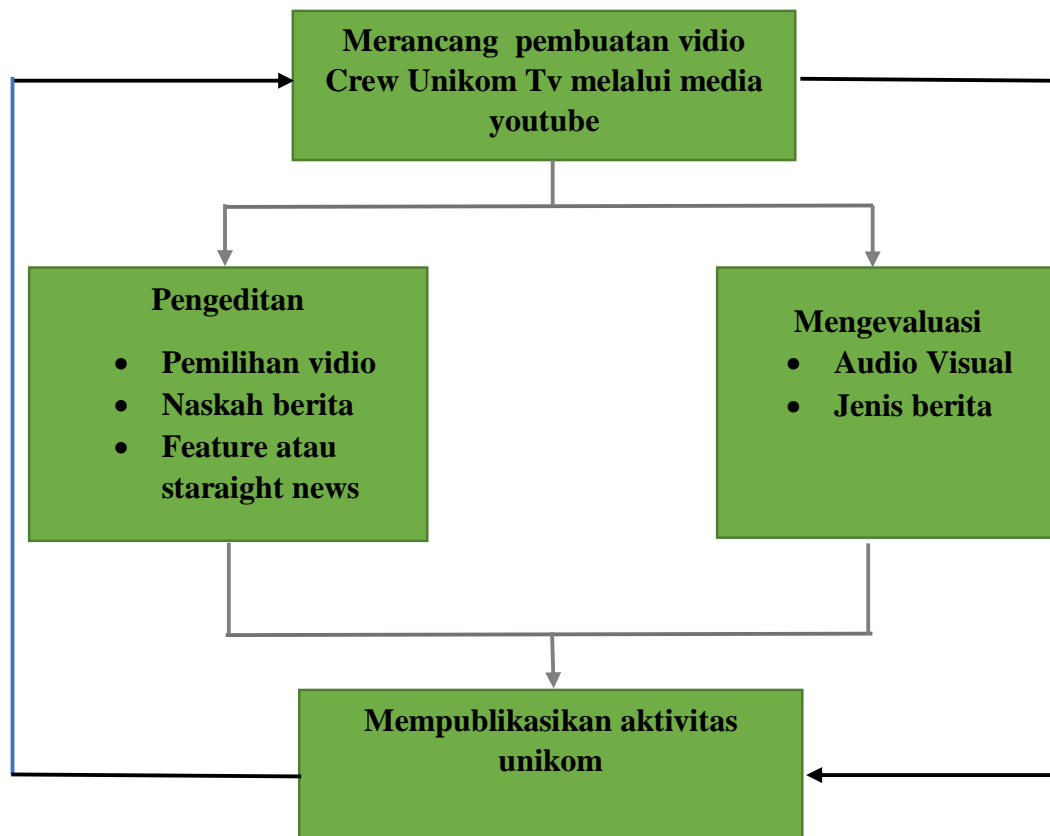 Merancang pembuatan vidio
Crew Unikom Tv melalui media
youtube
Pengeditan
• Pemilihan vidio
• Naskah berita
• Feature atau
staraight news
Mengevaluasi
• Audio Visual
• Jenis berita
Mempublikasikan aktivitas
unikom